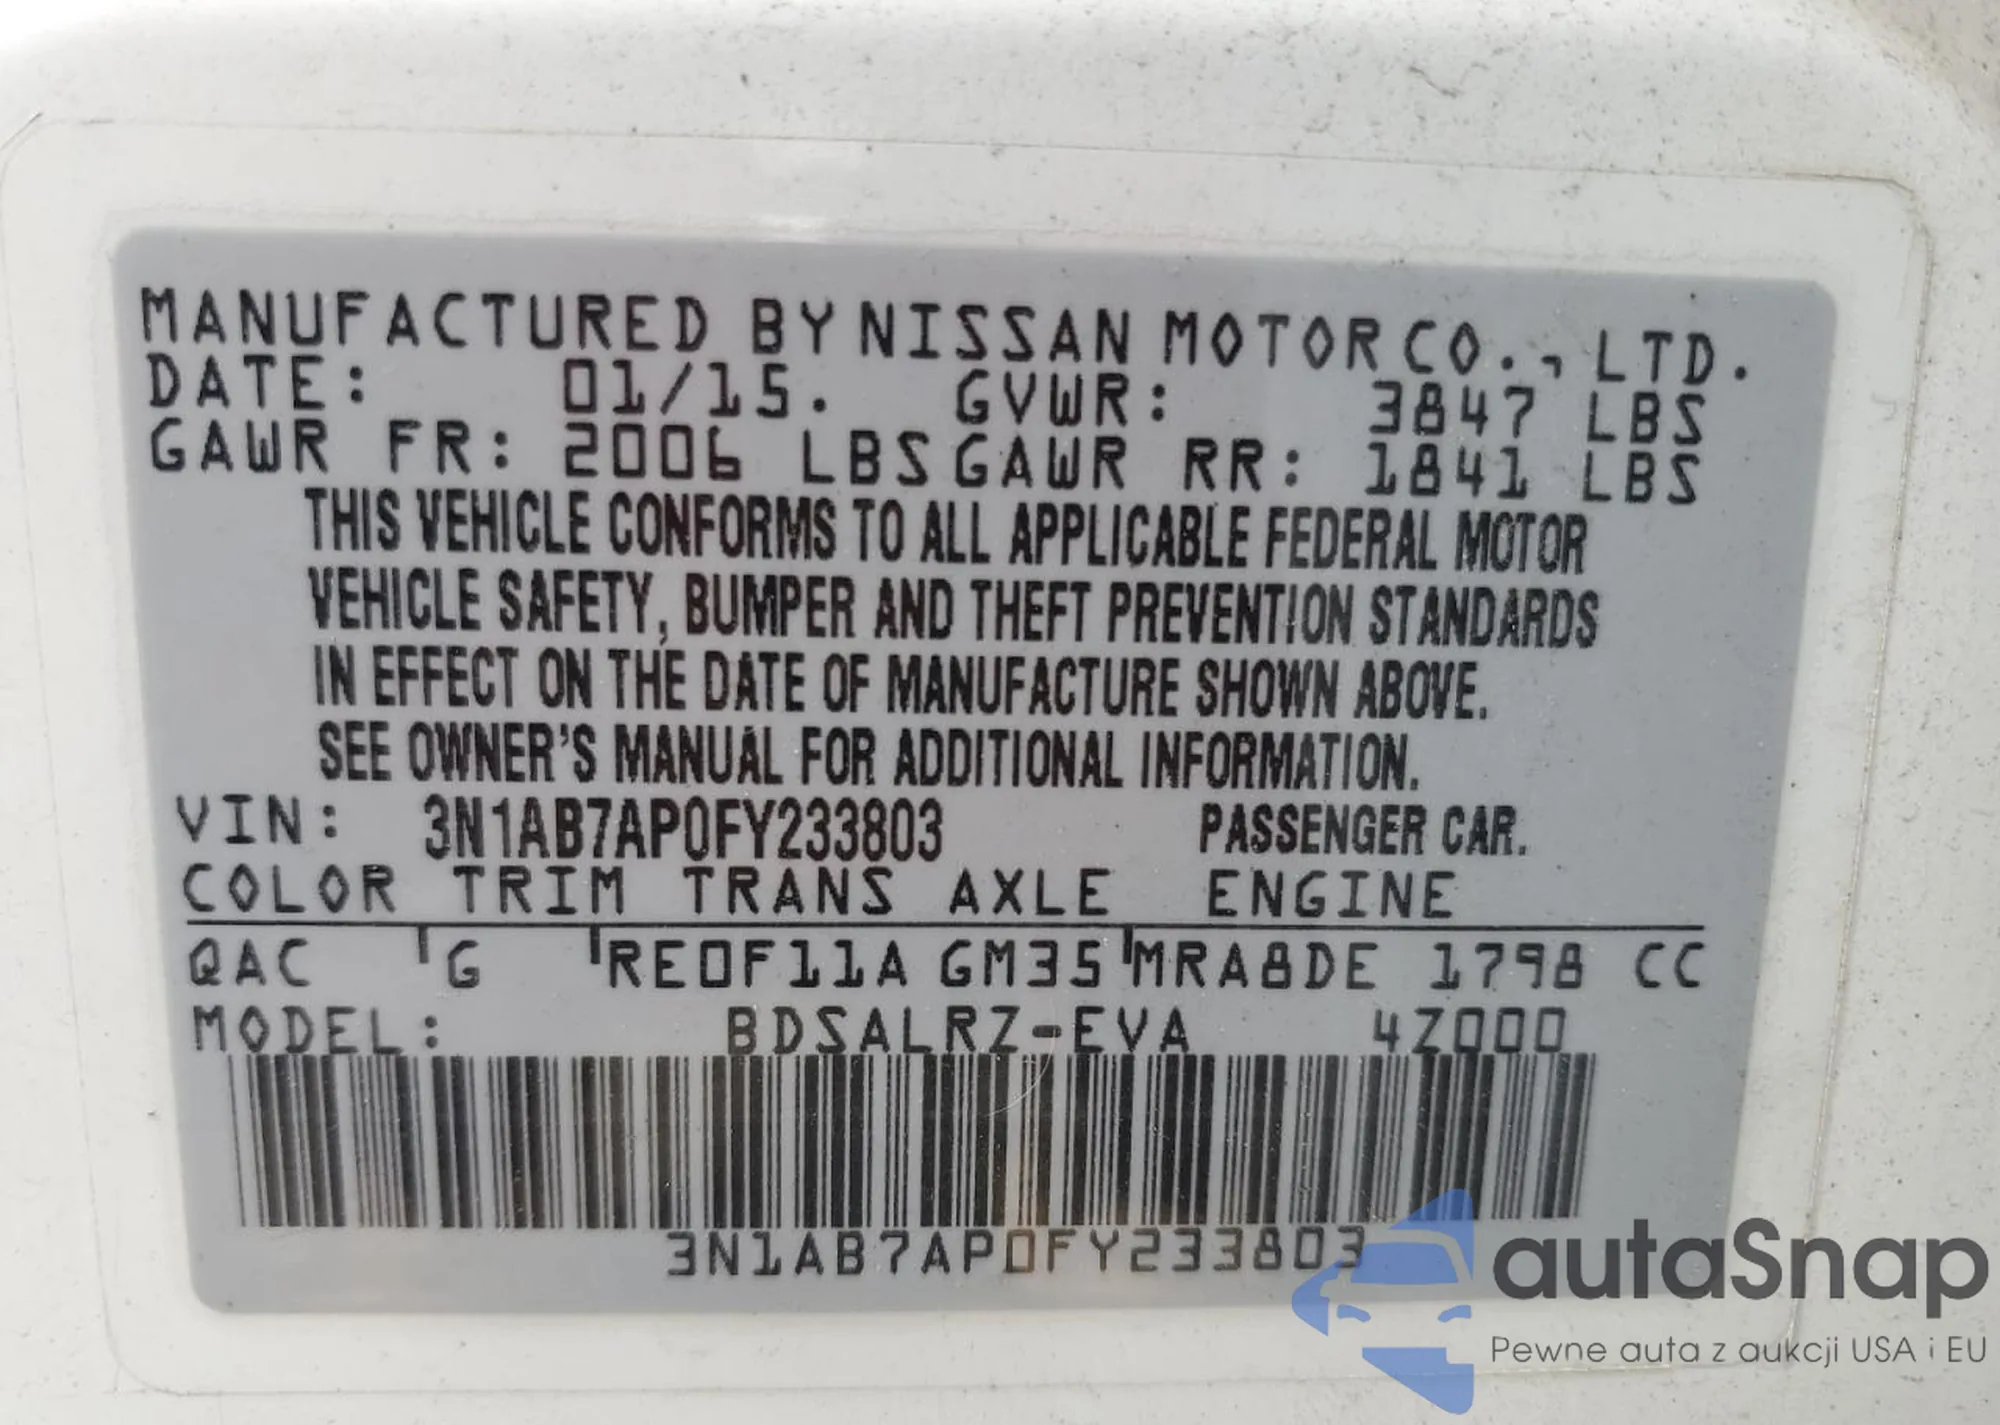 MANUFACTURED BY NISSAN MOTOR CO., LTD.
DATE: 01/15. GVWR: 3847 LBS
GAWR FR: 2006 LBS GAWR RR: 1841 LBS
THIS VEHICLE CONFORMS TO ALL APPLICABLE FEDERAL MOTOR
VEHICLE SAFETY, BUMPER AND THEFT PREVENTION STANDARDS
IN EFFECT ON THE DATE OF MANUFACTURE SHOWN ABOVE.
SEE OWNER'S MANUAL FOR ADDITIONAL INFORMATION.
VIN: 3N1AB7AP0FY233803 PASSENGER CAR.
COLOR TRIM TRANS AXLE ENGINE
QAC G RE0F11A GM35 MRA8DE 1798 CC
MODEL: BDSALRZ-EVA 4Z000
3N1AB7AP0FY233803
autaSnap
Pewne auta z aukcji USA i EU